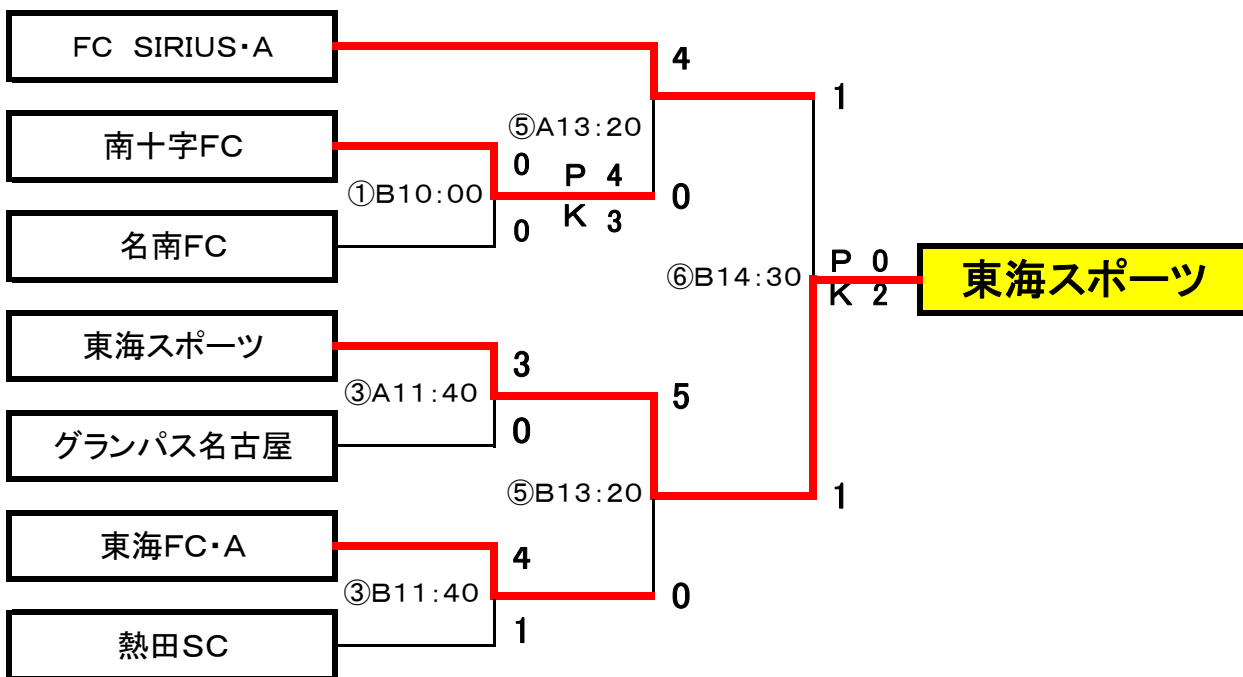 FC SIRIUS・A
4
1
⑤A13:20
南十字FC
0
P 4
①B10:00
K 3
0
0
名南FC
P 0
⑥B14:30
K 2
東海スポーツ
東海スポーツ
3
③A11:40
5
0
グランパス名古屋
⑤B13:20
1
東海FC・A
4
③B11:40
0
1
熱田SC